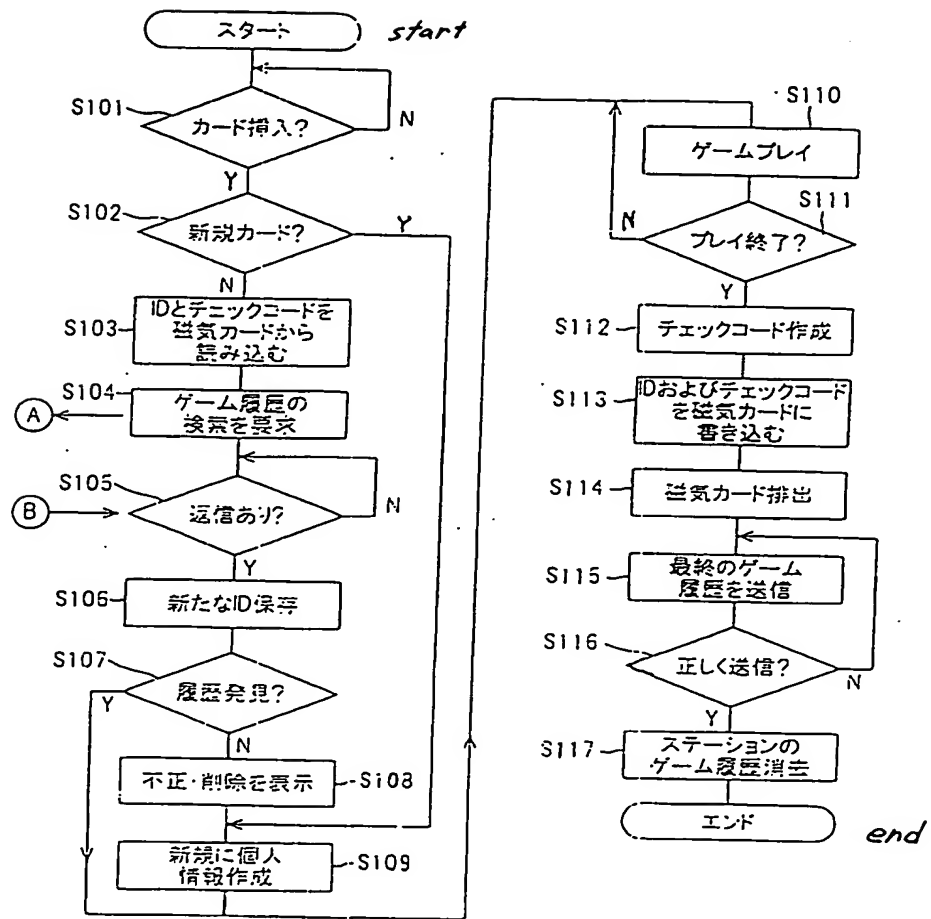 スタート
start
S101
カード挿入?
N
Y
S102
新規カード?
Y
N
S103
IDとチェックコードを
磁気カードから
読み込む
S104
ゲーム履歴の
検索を要求
A
S105
返信あり?
N
B
Y
S106
新たなID保存
S107
履歴発見?
Y
N
不正・削除を表示
S108
新規に個人
情報作成
S109
S110
ゲームプレイ
S111
プレイ終了?
N
Y
S112
チェックコード作成
S113
IDおよびチェックコード
を磁気カードに
書き込む
S114
磁気カード排出
S115
最終のゲーム
履歴を送信
S116
正しく送信?
N
Y
S117
ステーションの
ゲーム履歴消去
エンド
end